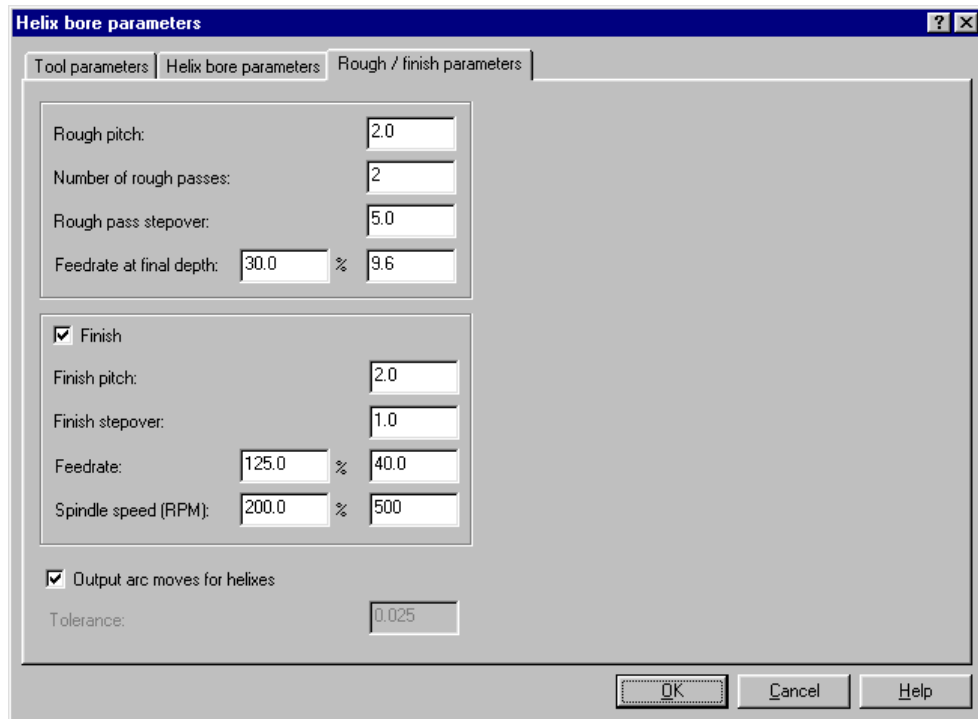 Helix bore parameters
Tool parameters Helix bore parameters Rough / finish parameters
Rough pitch: 2.0
Number of rough passes: 2
Rough pass stepover: 5.0
Feedrate at final depth: 30.0 % 9.6
Finish
Finish pitch: 2.0
Finish stepover: 1.0
Feedrate: 125.0 % 40.0
Spindle speed (RPM): 200.0 % 500
Output arc moves for helixes
Tolerance: 0.025
OK Cancel Help